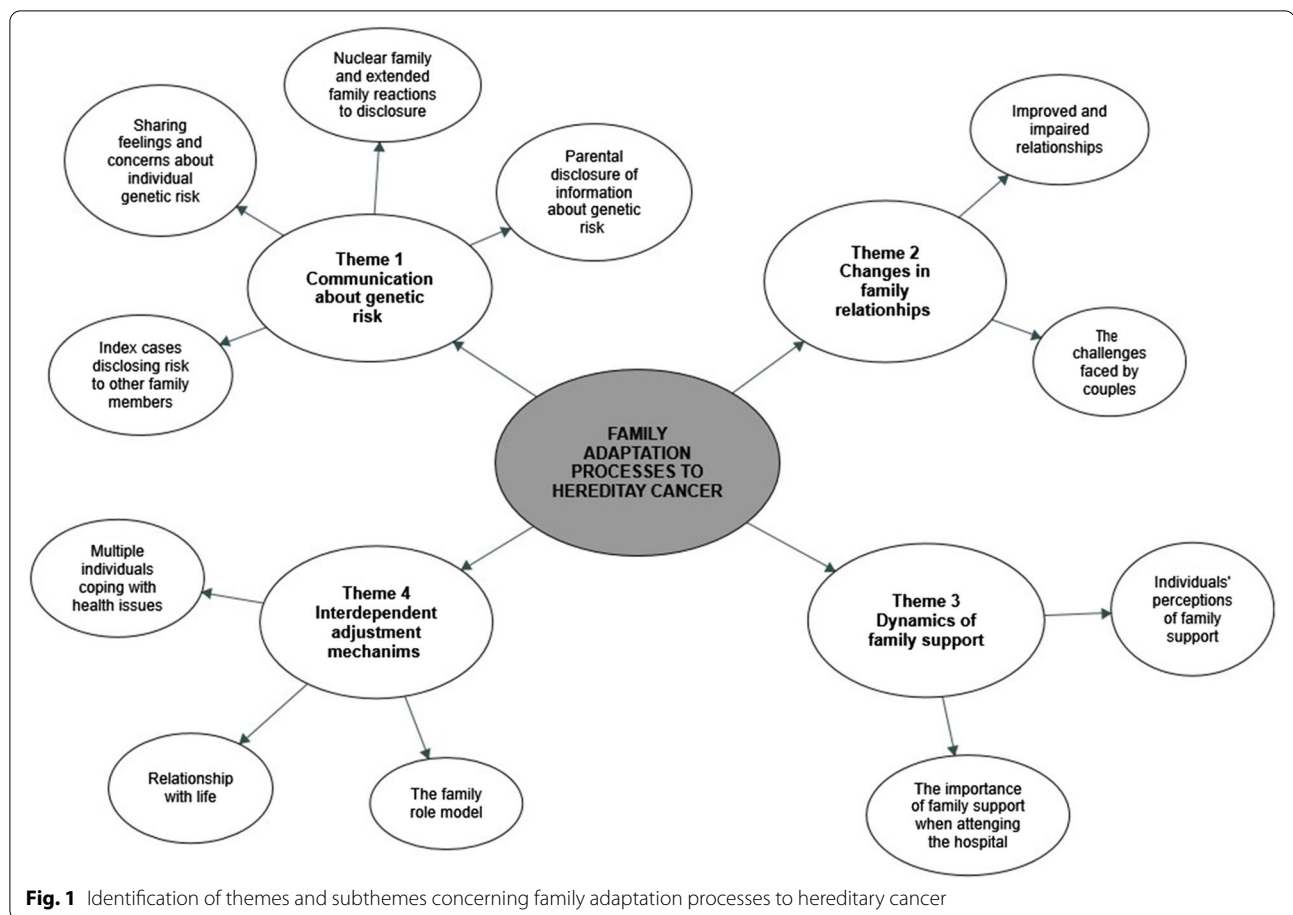 Nuclear family
and extended
family reactions
to disclosure
Sharing
feelings and
concerns about
individual
genetic risk
Parental
disclosure of
information
about genetic
risk
Theme 1
Communication
about genetic
risk
Index cases
disclosing risk
to other family
members
Improved and
impaired
relationships
Theme 2
Changes in
family
relationhips
The
challenges
faced by
couples
FAMILY
ADAPTATION
PROCESSES TO
HEREDITAY CANCER
Multiple
individuals
coping with
health issues
Theme 4
Interdependent
adjustment
mechanims
Relationship
with life
The family
role model
Theme 3
Dynamics of
family support
Individuals'
perceptions
of family
support
The importance
of family support
when attenging
the hospital
Fig. 1 Identification of themes and subthemes concerning family adaptation processes to hereditary cancer